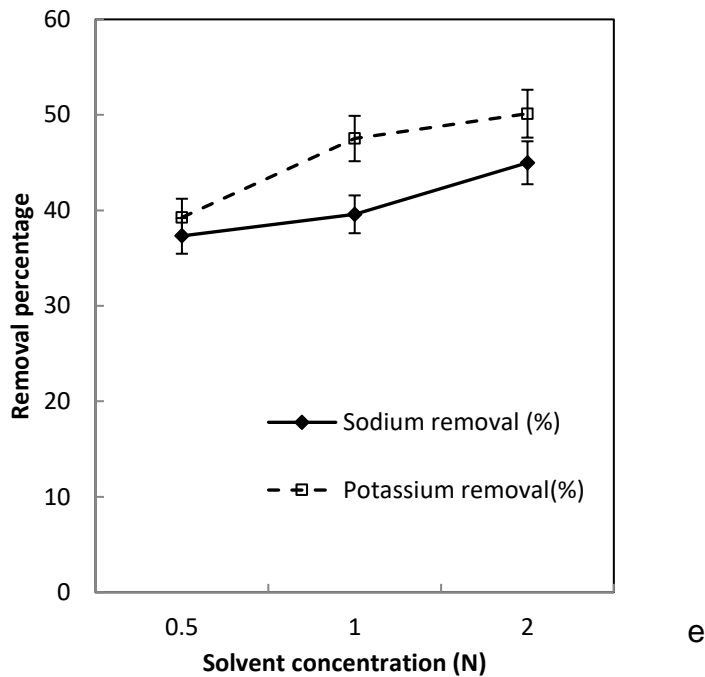 60
50
40
30
20
10
0
Removal percentage
Sodium removal (%)
Potassium removal(%)
0.5 1 2
Solvent concentration (N)
e